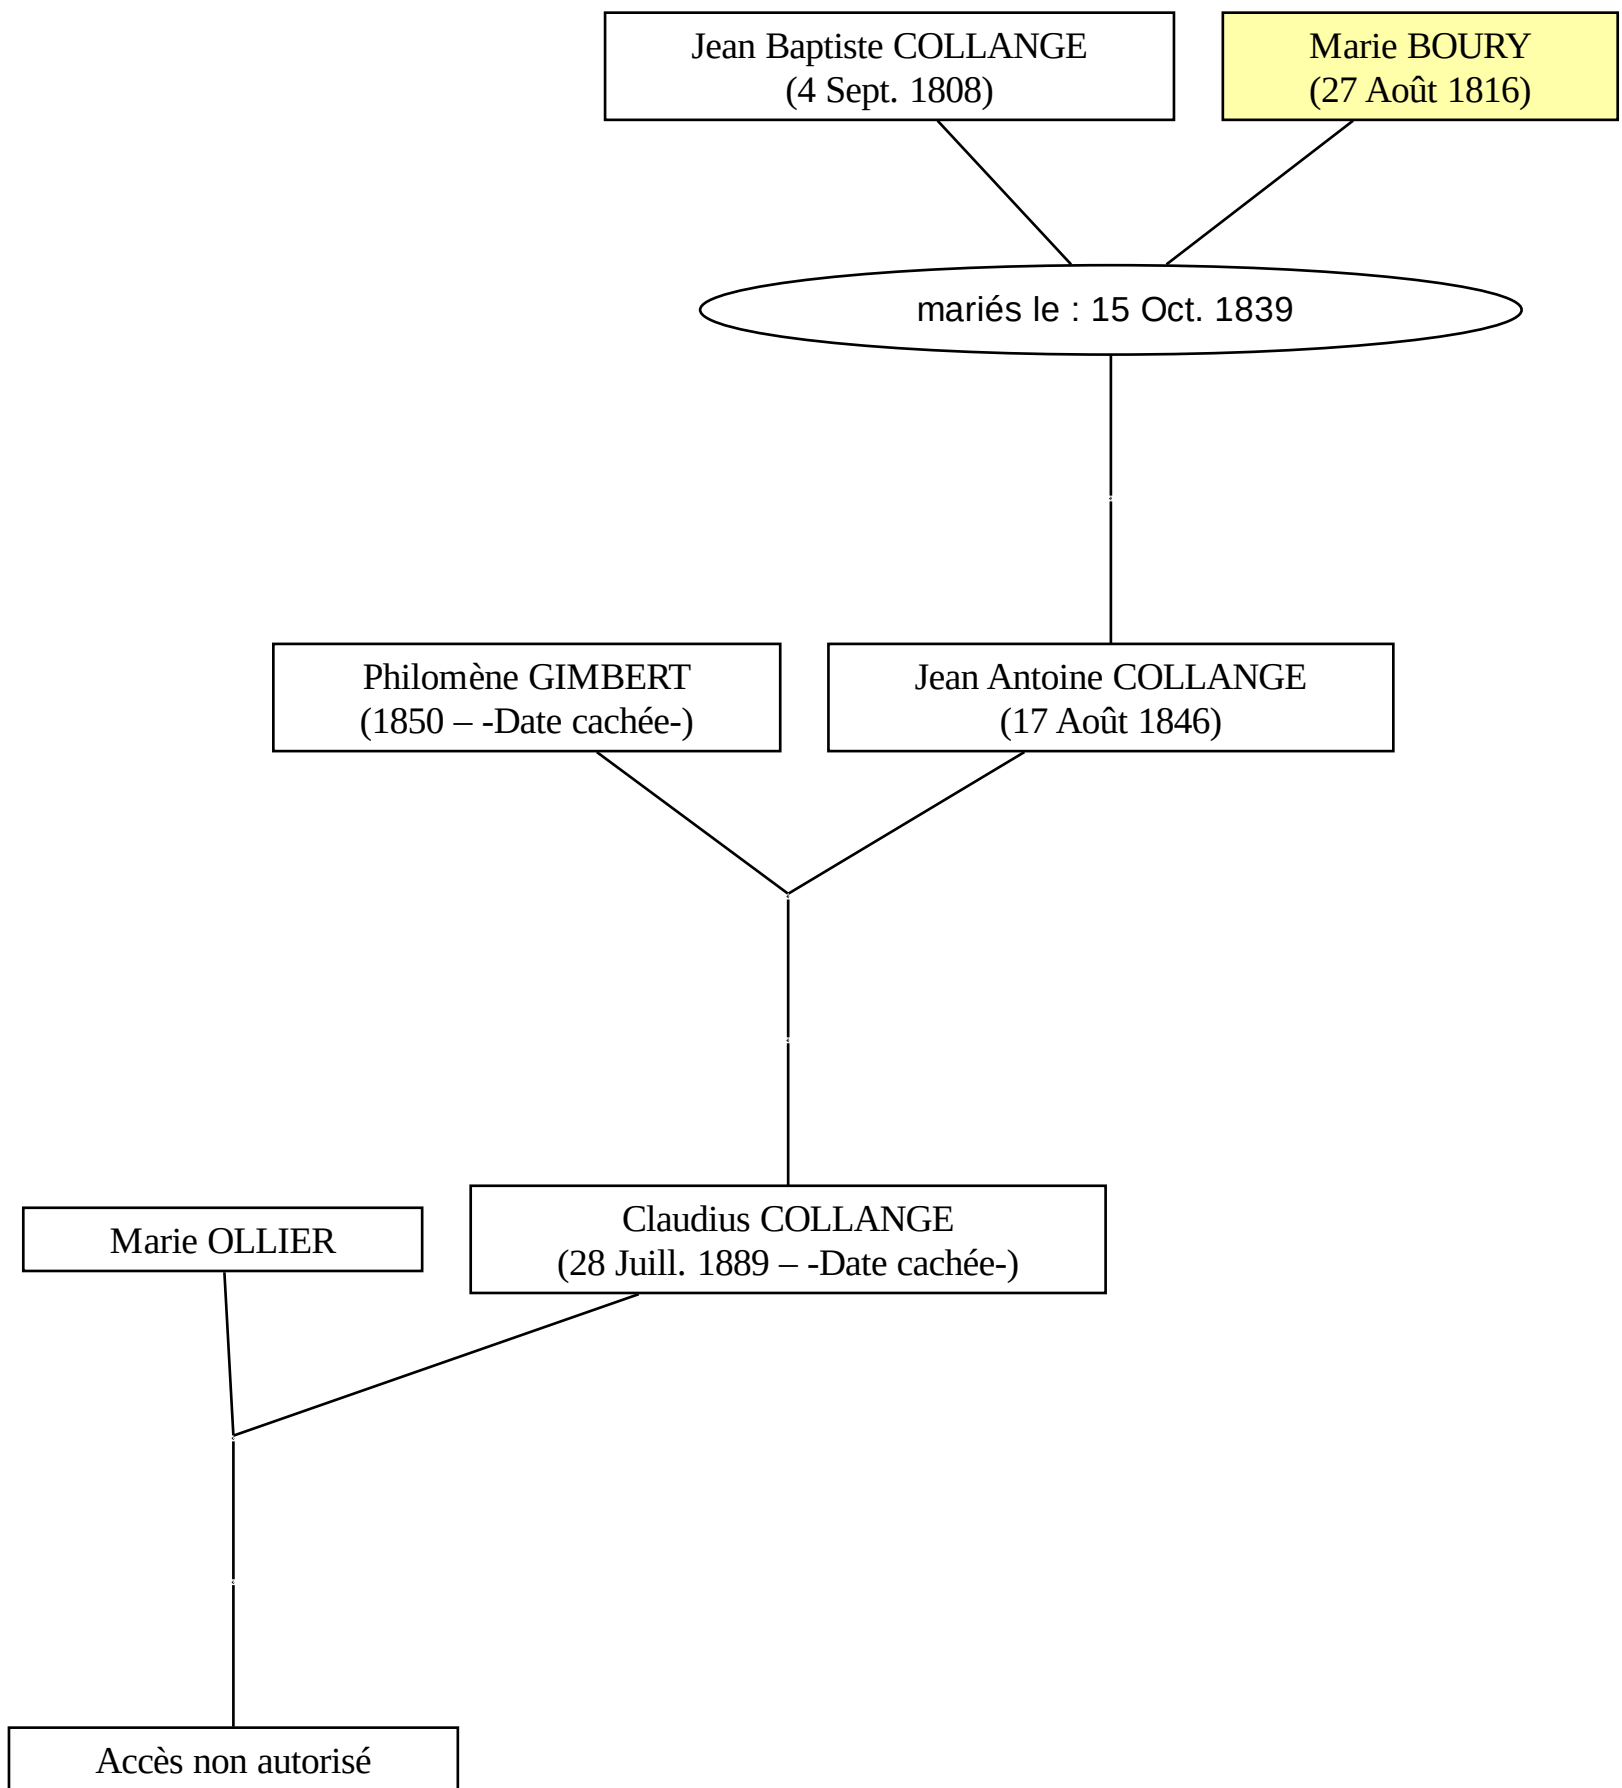 Jean Baptiste COLLANGE
(4 Sept. 1808)
Marie BOURY
(27 Août 1816)
mariés le : 15 Oct. 1839
Philomène GIMBERT
(1850 – -Date cachée-)
Jean Antoine COLLANGE
(17 Août 1846)
Marie OLLIER
Claudius COLLANGE
(28 Juill. 1889 – -Date cachée-)
Accès non autorisé